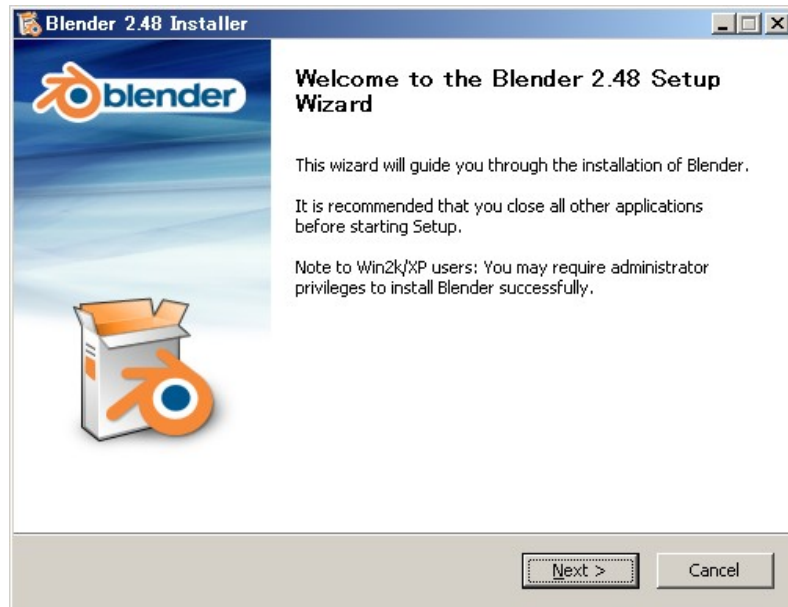 Blender 2.48 Installer
blender
Welcome to the Blender 2.48 Setup
Wizard
This wizard will guide you through the installation of Blender.
It is recommended that you close all other applications
before starting Setup.
Note to Win2k/XP users: You may require administrator
privileges to install Blender successfully.
Next >
Cancel